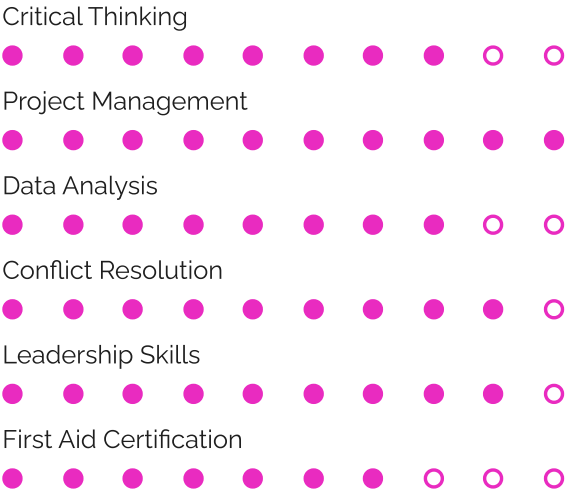 Critical Thinking
Project Management
Data Analysis
Conflict Resolution
Leadership Skills
First Aid Certification